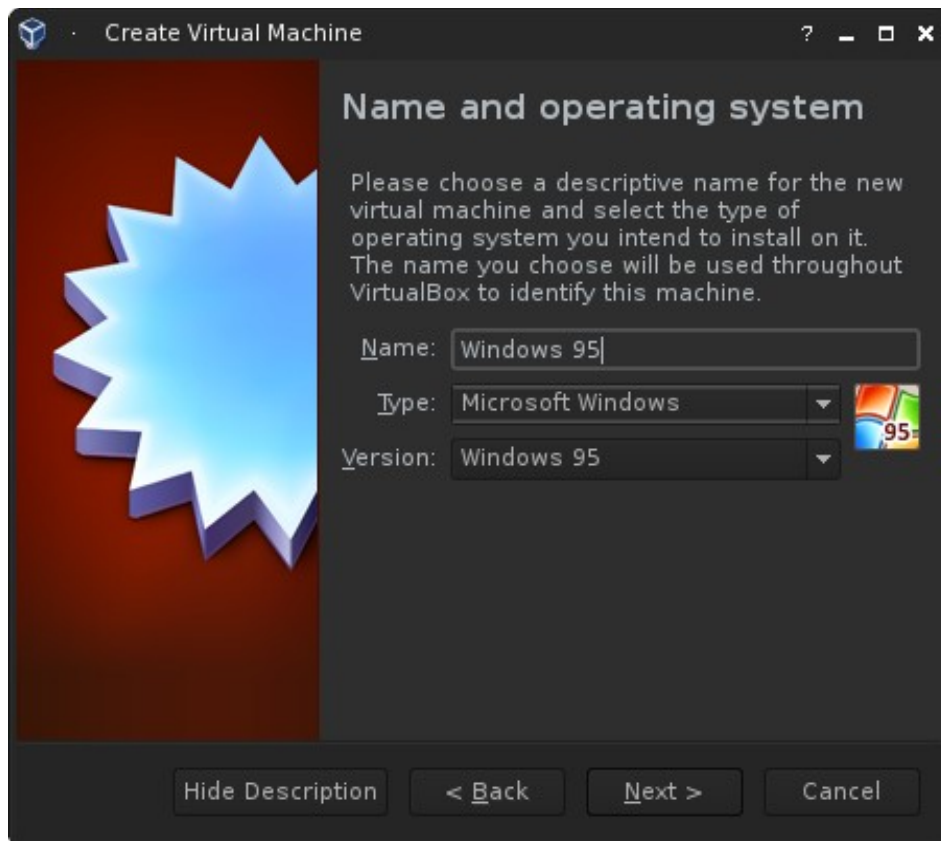 Create Virtual Machine
?
Name and operating system
Please choose a descriptive name for the new
virtual machine and select the type of
operating system you intend to install on it.
The name you choose will be used throughout
VirtualBox to identify this machine.
Name: Windows 95
Type: Microsoft Windows
95
Version: Windows 95
Hide Description < Back Next > Cancel